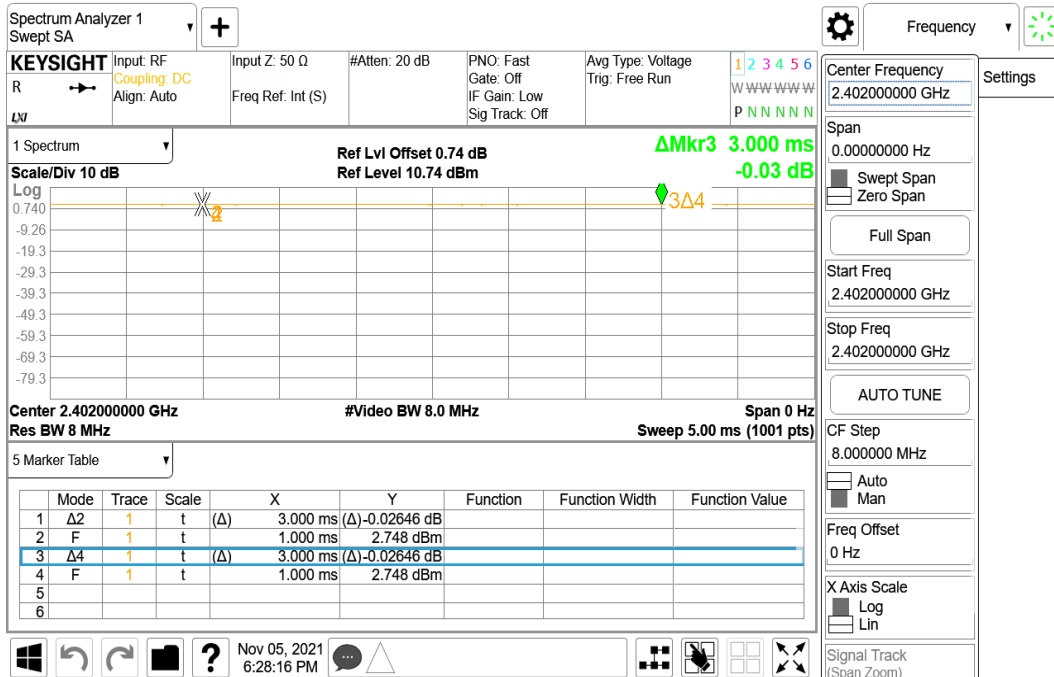 Spectrum Analyzer 1
Swept SA
Frequency
KEYSIGHT
R
LXI
Input: RF
Coupling: DC
Align: Auto
Input Z: 50 Ω
Freq Ref: Int (S)
#Atten: 20 dB
PNO: Fast
Gate: Off
IF Gain: Low
Sig Track: Off
Avg Type: Voltage
Trig: Free Run
1 2 3 4 5 6
W W W W W W
P N N N N N
1 Spectrum
Scale/Div 10 dB
Ref Lvl Offset 0.74 dB
Ref Level 10.74 dBm
ΔMkr3 3.000 ms
-0.03 dB
Log
0.740
-9.26
-19.3
-29.3
-39.3
-49.3
-59.3
-69.3
-79.3
3Δ4
Center 2.402000000 GHz
#Video BW 8.0 MHz
Span 0 Hz
Res BW 8 MHz
Sweep 5.00 ms (1001 pts)
5 Marker Table
Mode Trace Scale X Y Function Function Width Function Value
1 Δ2 1 t (Δ) 3.000 ms (Δ) -0.02646 dB
2 F 1 t 1.000 ms 2.748 dBm
3 Δ4 1 t (Δ) 3.000 ms (Δ) -0.02646 dB
4 F 1 t 1.000 ms 2.748 dBm
5
6
Nov 05, 2021
6:28:16 PM
?
Center Frequency
2.402000000 GHz
Settings
Span
0.00000000 Hz
Swept Span
Zero Span
Full Span
Start Freq
2.402000000 GHz
Stop Freq
2.402000000 GHz
AUTO TUNE
CF Step
8.000000 MHz
Auto
Man
Freq Offset
0 Hz
X Axis Scale
Log
Lin
Signal Track
(Span Zoom)